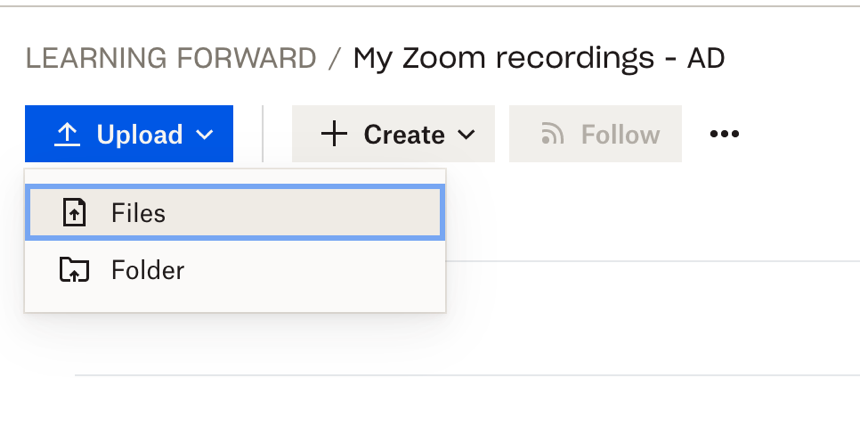 LEARNING FORWARD / My Zoom recordings - AD
Upload Create Follow
Files
Folder